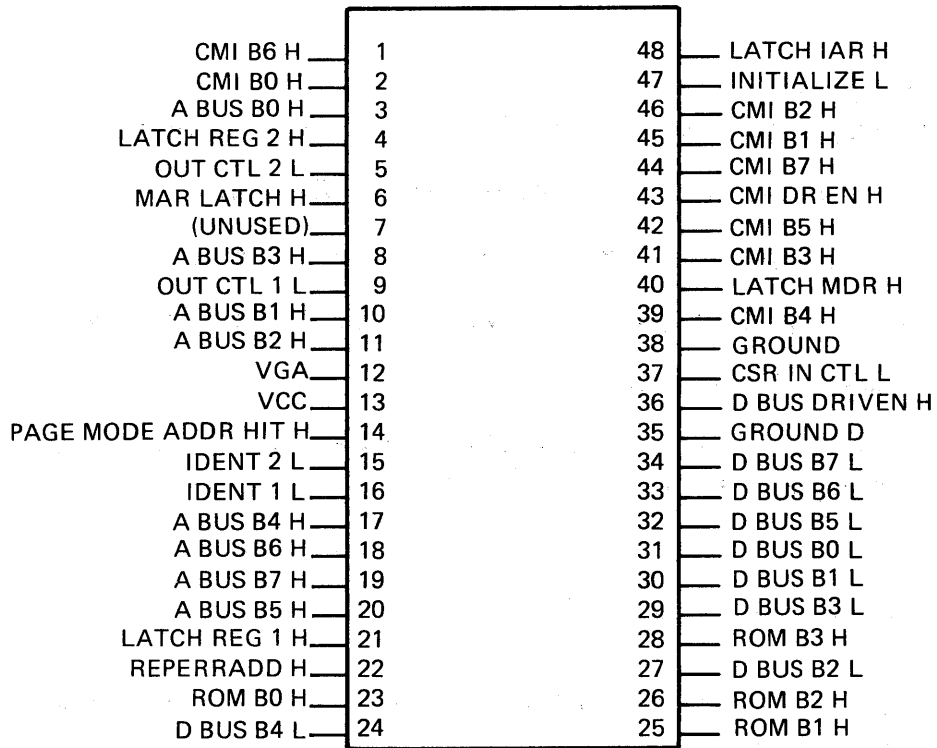 CMI B6 H 1 48 LATCH IAR H
CMI B0 H 2 47 INITIALIZE L
A BUS B0 H 3 46 CMI B2 H
LATCH REG 2 H 4 45 CMI B1 H
OUT CTL 2 L 5 44 CMI B7 H
MAR LATCH H 6 43 CMI DR EN H
(UNUSED) 7 42 CMI B5 H
A BUS B3 H 8 41 CMI B3 H
OUT CTL 1 L 9 40 LATCH MDR H
A BUS B1 H 10 39 CMI B4 H
A BUS B2 H 11 38 GROUND
VGA 12 37 CSR IN CTL L
VCC 13 36 D BUS DRIVEN H
PAGE MODE ADDR HIT H 14 35 GROUND D
IDENT 2 L 15 34 D BUS B7 L
IDENT 1 L 16 33 D BUS B6 L
A BUS B4 H 17 32 D BUS B5 L
A BUS B6 H 18 31 D BUS B0 L
A BUS B7 H 19 30 D BUS B1 L
A BUS B5 H 20 29 D BUS B3 L
LATCH REG 1 H 21 28 ROM B3 H
REPERRADD H 22 27 D BUS B2 L
ROM B0 H 23 26 ROM B2 H
D BUS B4 L 24 25 ROM B1 H